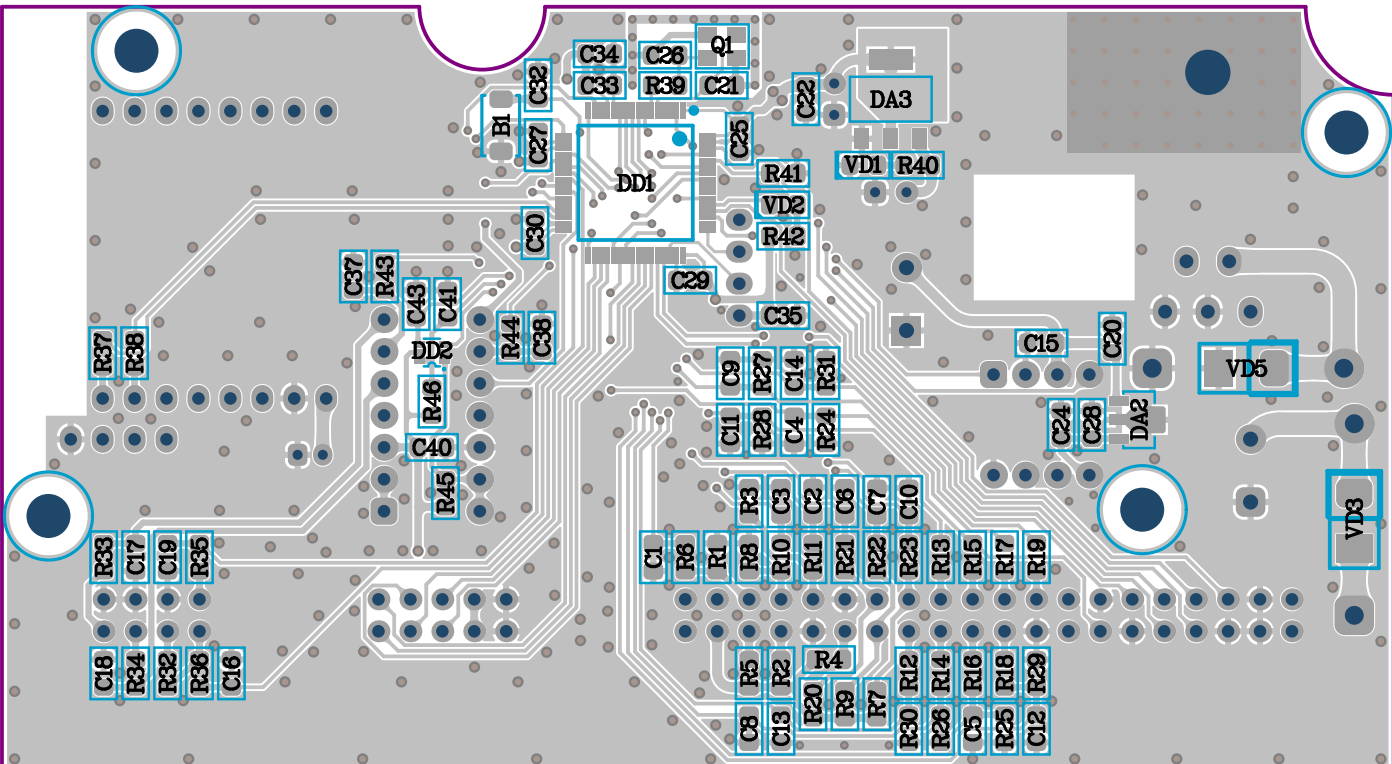 Q1
C34 C26
C32 C33 R39 C21 C22 DA3
B1 C27 C25
VD1 R40
R41
DD1
VD2
C30 R42
C37 R43 C29
C43 C41
C35
R37 R38 DD2 R44 C38 C15 C20
C9 R27 C14 R31 VD5
R46
C11 R28 C4 R24 C24 C28 DA2
C40
R45 R3 C3 C2 C6 C7 C10 VD3
R33 C17 C19 R35 C1 R6 R1 R8 R10 R11 R21 R22 R23 R13 R15 R17 R19
R4
C18 R34 R32 R36 C16 R5 R2 R12 R14 R16 R18 R29
R20 R9 R7
C8 C13 R30 R26 C5 R25 C12